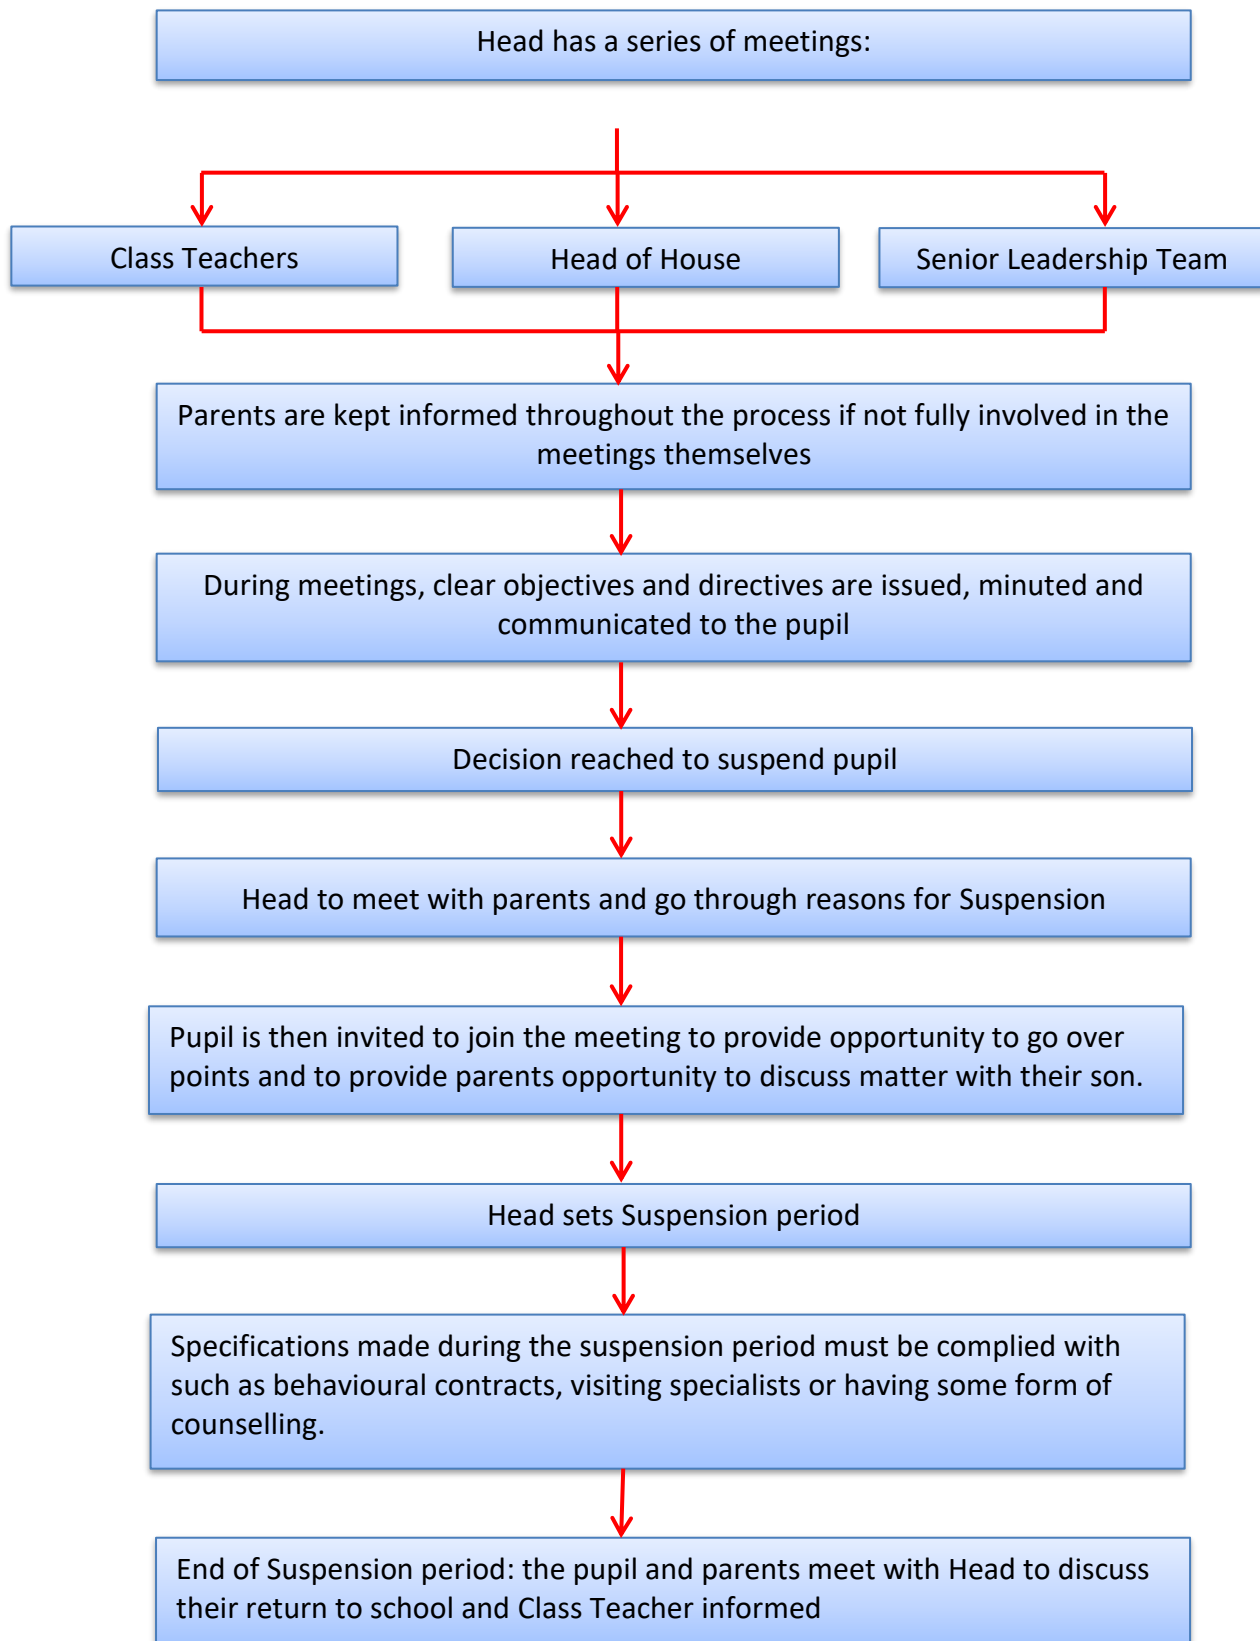 Head has a series of meetings:
Class Teachers
Head of House
Senior Leadership Team
Parents are kept informed throughout the process if not fully involved in the
meetings themselves
During meetings, clear objectives and directives are issued, minuted and
communicated to the pupil
Decision reached to suspend pupil
Head to meet with parents and go through reasons for Suspension
Pupil is then invited to join the meeting to provide opportunity to go over
points and to provide parents opportunity to discuss matter with their son.
Head sets Suspension period
Specifications made during the suspension period must be complied with
such as behavioural contracts, visiting specialists or having some form of
counselling.
End of Suspension period: the pupil and parents meet with Head to discuss
their return to school and Class Teacher informed